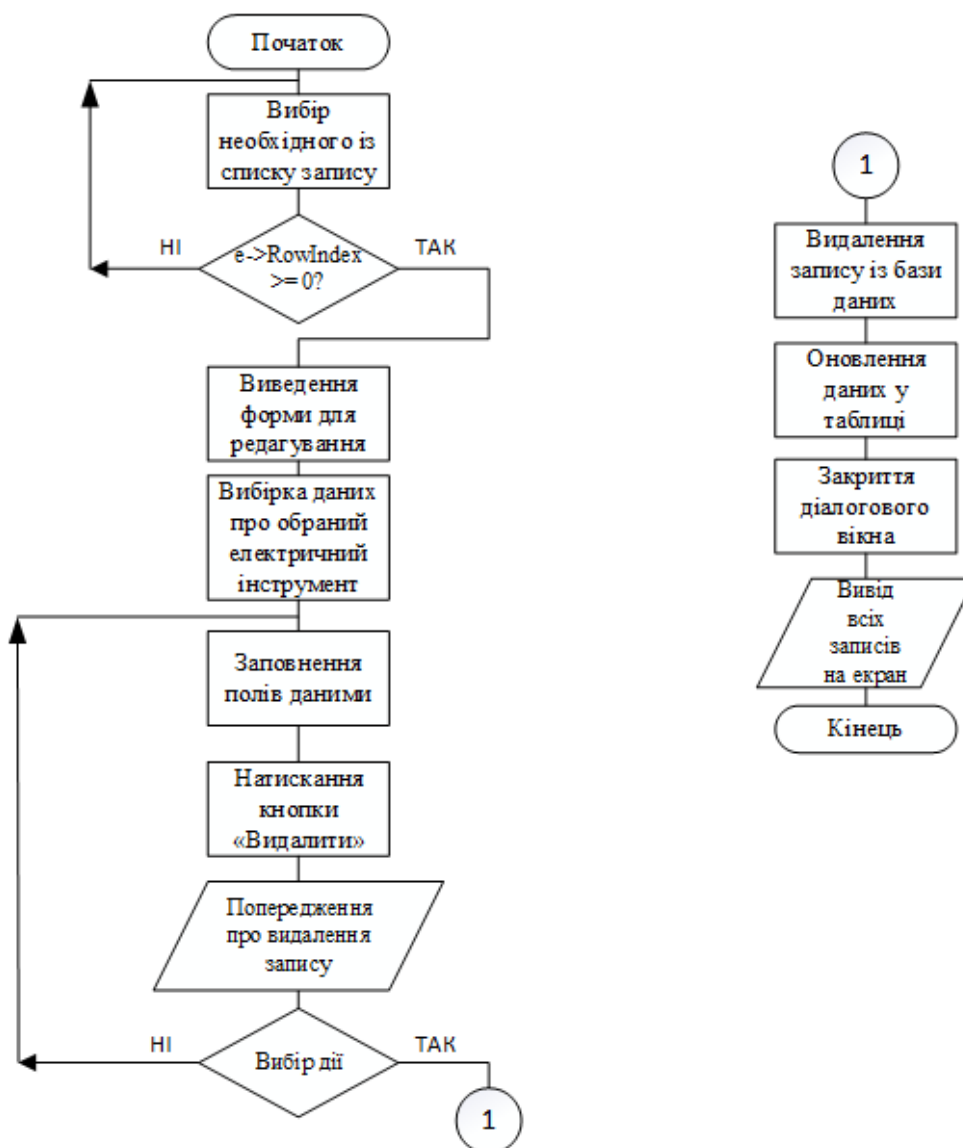 Початок
Вибір
необхідного із
списку запису
НІ
e->RowIndex
>= 0?
ТАК
Виведення
форми для
редагування
Вибірка даних
про обраний
електричний
інструмент
Заповнення
полів даними
Натискання
кнопки
«Видалити»
Попередження
про видалення
запису
НІ
Вибір дії
ТАК
1
1
Видалення
запису із бази
даних
Оновлення
даних у
таблиці
Закриття
діалогового
вікна
Вивід
всіх
записів
на екран
Кінець